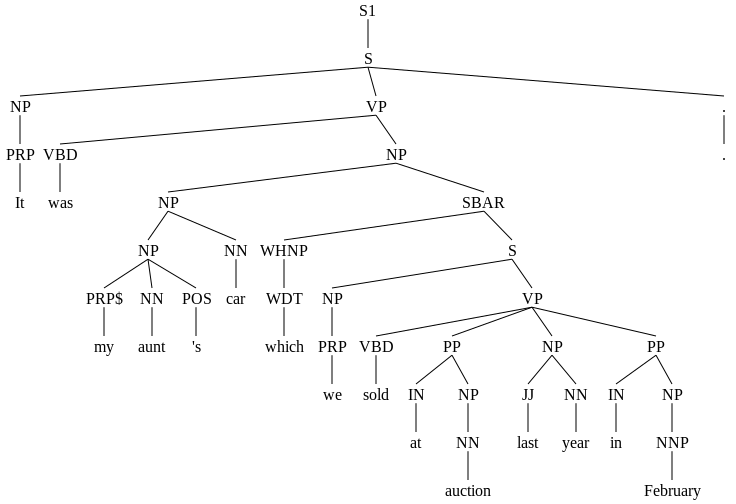 S1
S
NP VP .
PRP VBD NP .
It was NP SBAR
NP NN WHNP S
PRP$ NN POS car WDT NP VP
my aunt 's which PRP VBD PP NP PP
we sold IN NP JJ NN IN NP
at NN last year in NNP
auction February